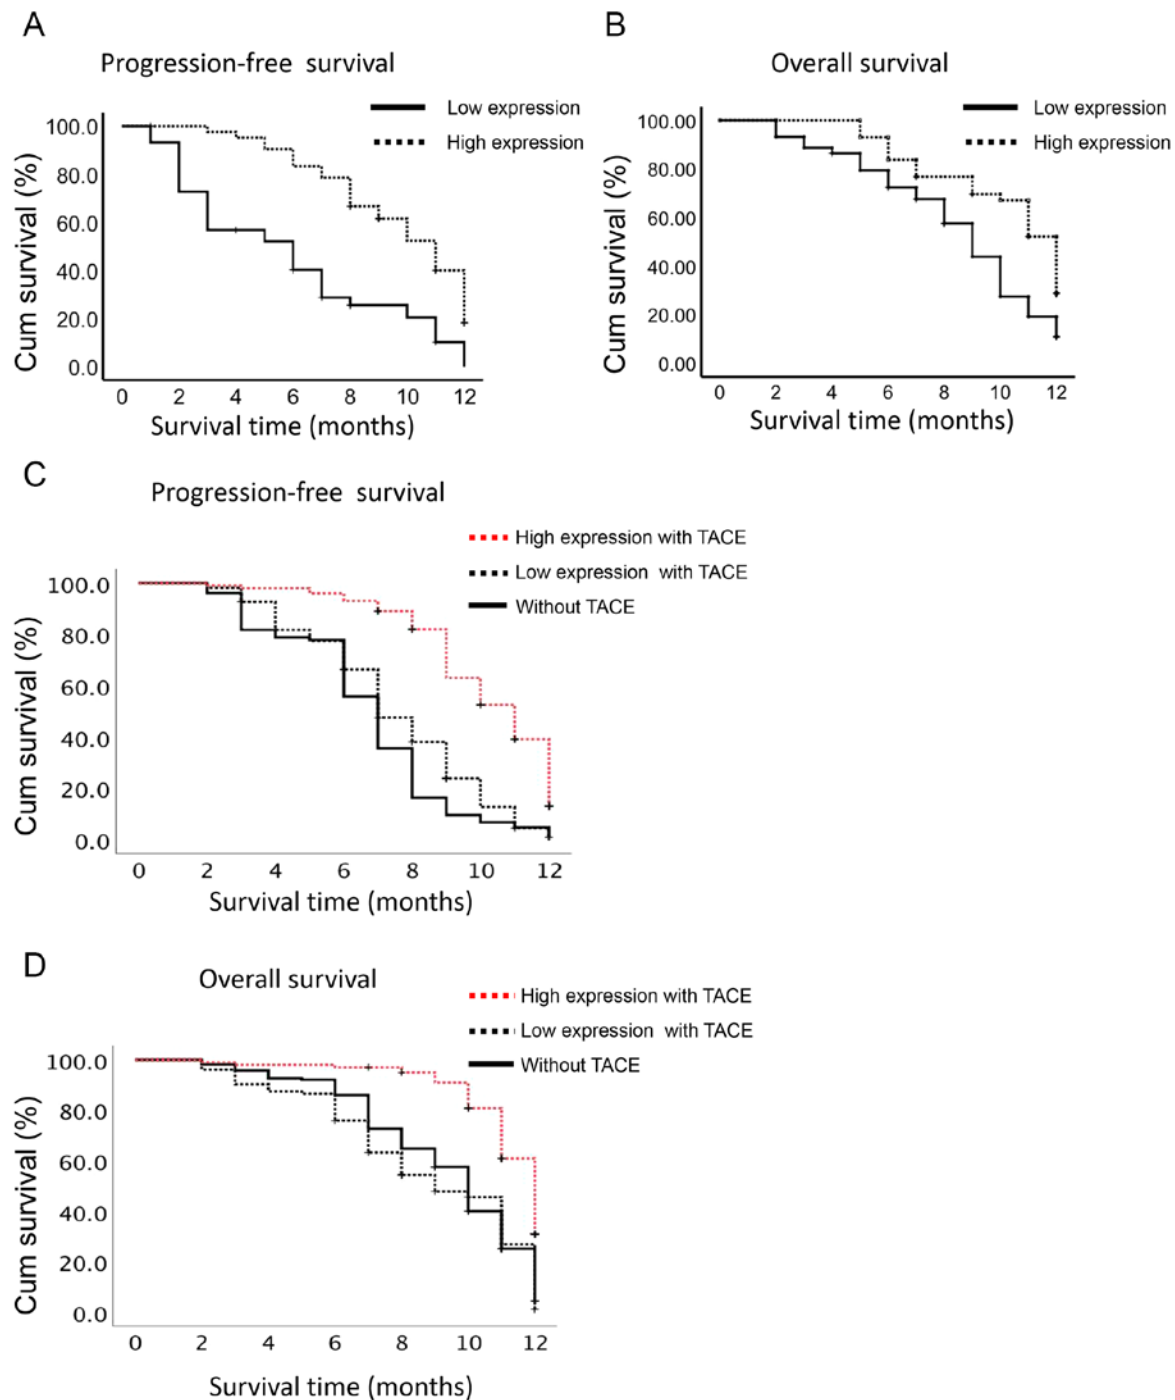 A
Progression-free survival
Low expression
High expression
100.0
80.0
60.0
40.0
20.0
0.0
Cum survival (%)
0 2 4 6 8 10 12
Survival time (months)
B
Overall survival
Low expression
High expression
100.00
80.00
60.00
40.00
20.00
0.00
Cum survival (%)
0 2 4 6 8 10 12
Survival time (months)
C
Progression-free survival
High expression with TACE
Low expression with TACE
Without TACE
100.0
80.0
60.0
40.0
20.0
0.0
Cum survival (%)
0 2 4 6 8 10 12
Survival time (months)
D
Overall survival
High expression with TACE
Low expression with TACE
Without TACE
100.0
80.0
60.0
40.0
20.0
0.0
Cum survival (%)
0 2 4 6 8 10 12
Survival time (months)